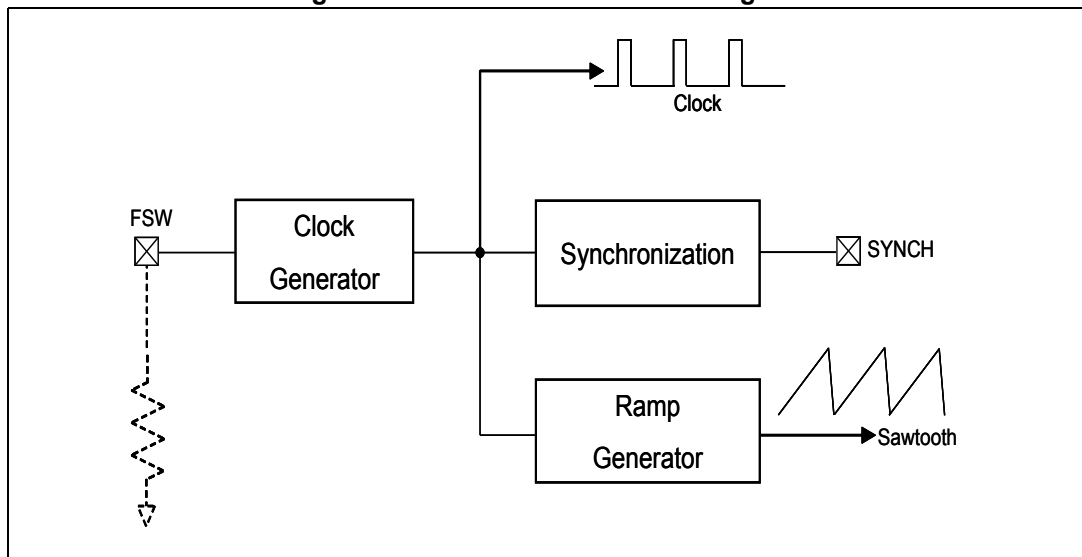 Clock
FSW
Clock
Generator
Synchronization
SYNCH
Ramp
Generator
Sawtooth